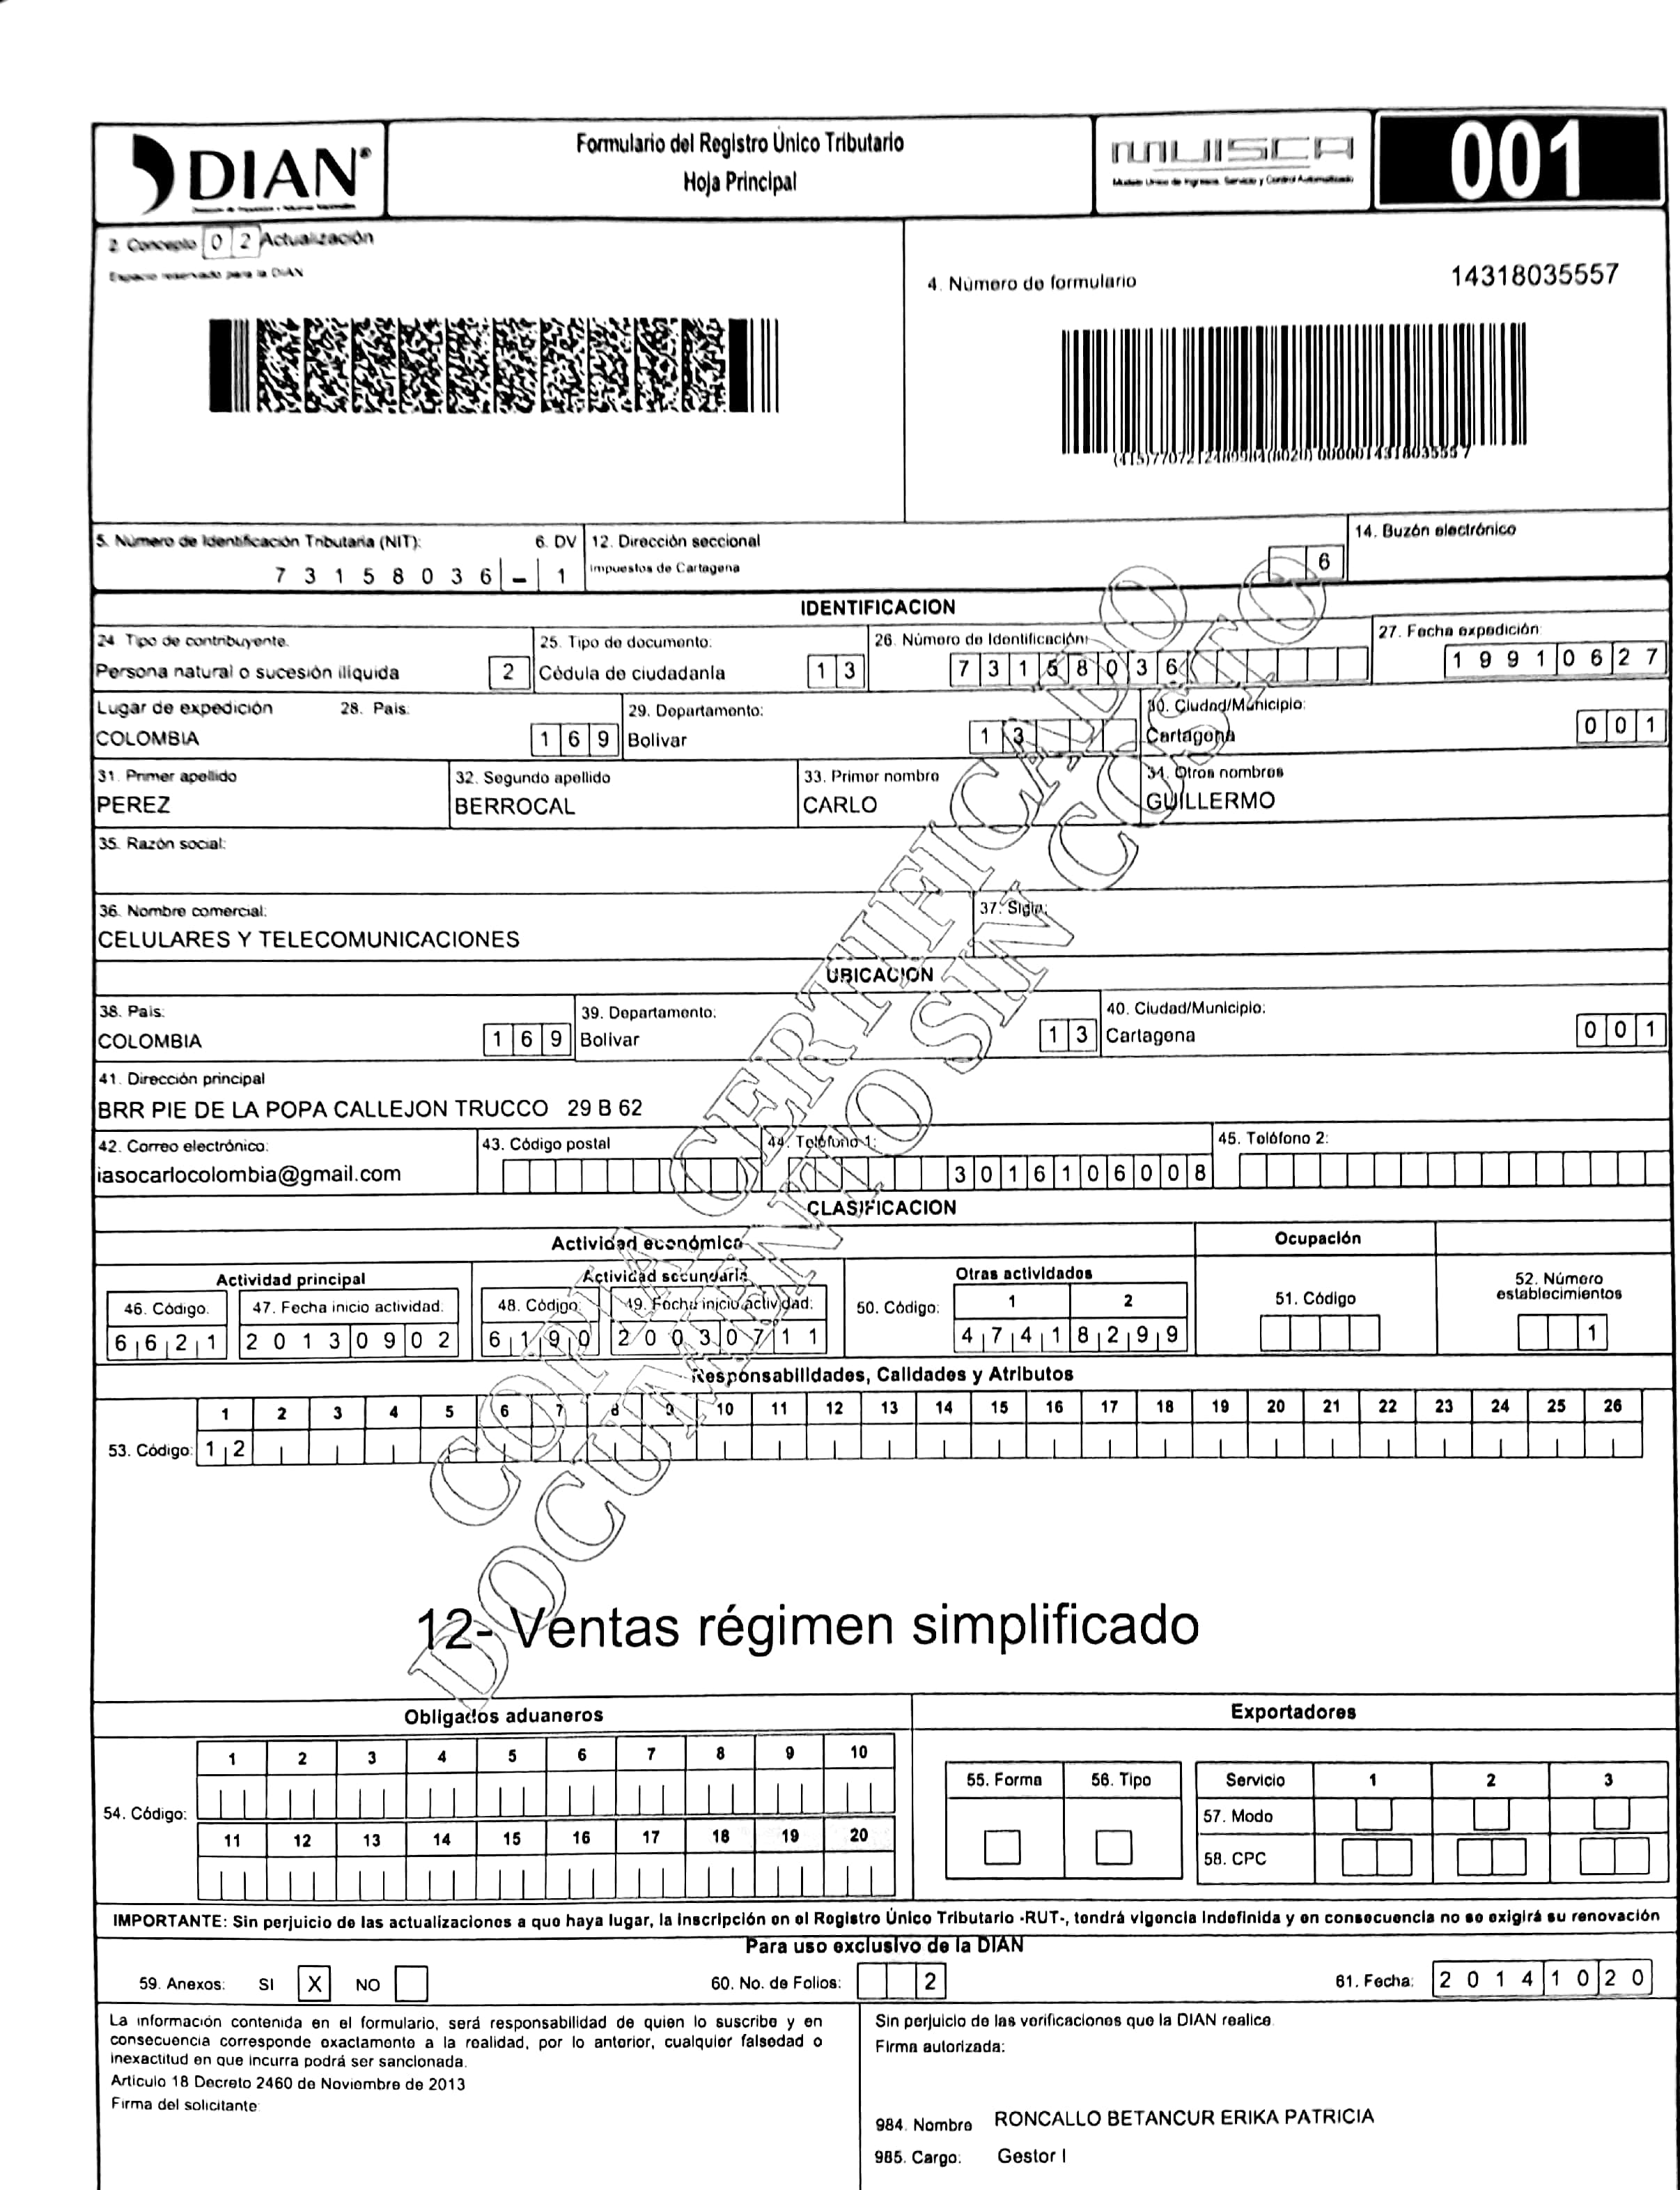 DIAN®
Formulario del Registro Único Tributario
Hoja Principal
MUISCA
Modelo Unico de Ingresos, Servicio y Control Automatizado
001
2. Concepto 0 2 Actualización
Espacio reservado para la DIAN
4. Número de formulario 14318035557
(415)7707212489984(8020) 000001431803555 7
5. Número de Identificación Tributaria (NIT): 6. DV 12. Dirección seccional 14. Buzón electrónico
7 3 1 5 8 0 3 6 - 1 Impuestos de Cartagena 6
IDENTIFICACION
24. Tipo de contribuyente: 25. Tipo de documento: 26. Número de Identificación: 27. Fecha expedición:
Persona natural o sucesión ilíquida 2 Cédula de ciudadanía 1 3 7 3 1 5 8 0 3 6 1 9 9 1 0 6 2 7
Lugar de expedición 28. País: 29. Departamento: 30. Ciudad/Municipio:
COLOMBIA 1 6 9 Bolívar 1 3 Cartagena 0 0 1
31. Primer apellido 32. Segundo apellido 33. Primer nombre 34. Otros nombres
PEREZ BERROCAL CARLO GUILLERMO
35. Razón social:
36. Nombre comercial: 37. Sigla:
CELULARES Y TELECOMUNICACIONES
UBICACION
38. País: 39. Departamento: 40. Ciudad/Municipio:
COLOMBIA 1 6 9 Bolívar 1 3 Cartagena 0 0 1
41. Dirección principal
BRR PIE DE LA POPA CALLEJON TRUCCO 29 B 62
42. Correo electrónico: 43. Código postal 44. Teléfono 1: 45. Teléfono 2:
iasocarlocolombia@gmail.com 3 0 1 6 1 0 6 0 0 8
CLASIFICACION
Actividad económica Ocupación
Actividad principal Actividad secundaria Otras actividades 52. Número establecimientos
46. Código: 47. Fecha inicio actividad: 48. Código: 49. Fecha inicio actividad: 50. Código: 1 2 51. Código
6 6 2 1 2 0 1 3 0 9 0 2 6 1 9 0 2 0 0 3 0 7 1 1 4 7 4 1 8 2 9 9 1
Responsabilidades, Calidades y Atributos
1 2 3 4 5 6 7 8 9 10 11 12 13 14 15 16 17 18 19 20 21 22 23 24 25 26
53. Código: 1 2
12- Ventas régimen simplificado
COPIA CERTIFICADO
DOCUMENTO SIN COSTO
Obligados aduaneros Exportadores
1 2 3 4 5 6 7 8 9 10
55. Forma 56. Tipo Servicio 1 2 3
54. Código: 57. Modo
11 12 13 14 15 16 17 18 19 20
58. CPC
IMPORTANTE: Sin perjuicio de las actualizaciones a que haya lugar, la inscripción en el Registro Único Tributario -RUT-, tendrá vigencia indefinida y en consecuencia no se exigirá su renovación
Para uso exclusivo de la DIAN
59. Anexos: SI X NO 60. No. de Folios: 2 61. Fecha: 2 0 1 4 1 0 2 0
La información contenida en el formulario, será responsabilidad de quien lo suscribe y en
consecuencia corresponde exactamente a la realidad, por lo anterior, cualquier falsedad o
inexactitud en que incurra podrá ser sancionada.
Artículo 18 Decreto 2460 de Noviembre de 2013
Firma del solicitante:
Sin perjuicio de las verificaciones que la DIAN realice.
Firma autorizada:
984. Nombre RONCALLO BETANCUR ERIKA PATRICIA
985. Cargo: Gestor I